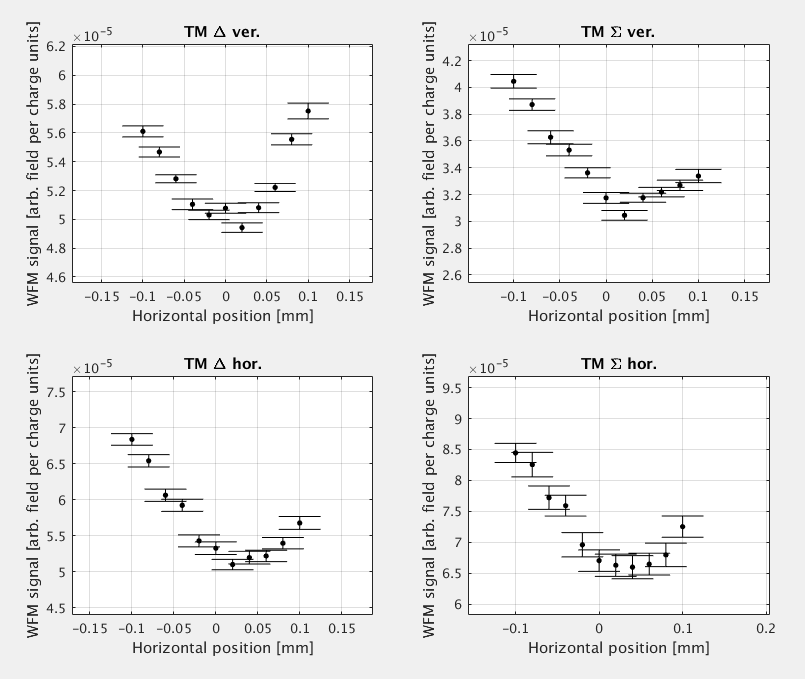 TM Δ ver.
×10⁻⁵
WFM signal [arb. field per charge units]
6.2
6
5.8
5.6
5.4
5.2
5
4.8
4.6
−0.15 −0.1 −0.05 0 0.05 0.1 0.15
Horizontal position [mm]
TM Σ ver.
×10⁻⁵
WFM signal [arb. field per charge units]
4.2
4
3.8
3.6
3.4
3.2
3
2.8
2.6
−0.1 −0.05 0 0.05 0.1 0.15
Horizontal position [mm]
TM Δ hor.
×10⁻⁵
WFM signal [arb. field per charge units]
7.5
7
6.5
6
5.5
5
4.5
−0.15 −0.1 −0.05 0 0.05 0.1 0.15
Horizontal position [mm]
TM Σ hor.
×10⁻⁵
WFM signal [arb. field per charge units]
9.5
9
8.5
8
7.5
7
6.5
6
−0.1 0 0.1 0.2
Horizontal position [mm]